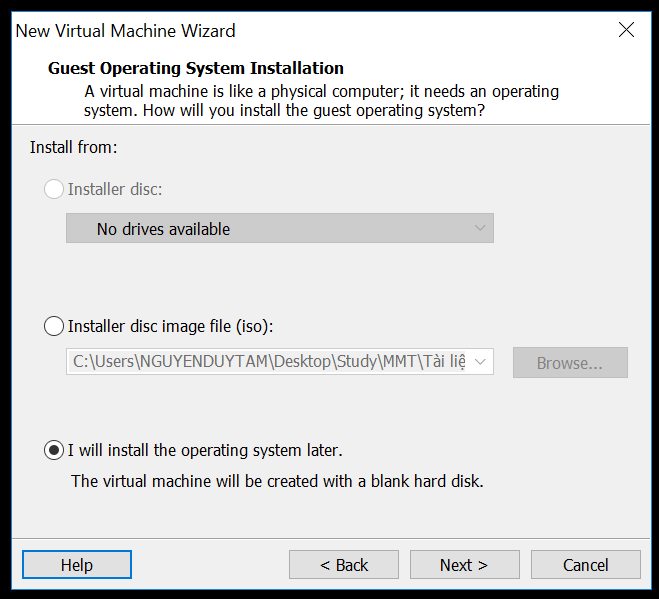 New Virtual Machine Wizard
Guest Operating System Installation
A virtual machine is like a physical computer; it needs an operating
system. How will you install the guest operating system?
Install from:
Installer disc:
No drives available
Installer disc image file (iso):
C:\Users\NGUYENDUYTAM\Desktop\Study\MMT\Tài liệ
Browse...
I will install the operating system later.
The virtual machine will be created with a blank hard disk.
Help
< Back
Next >
Cancel